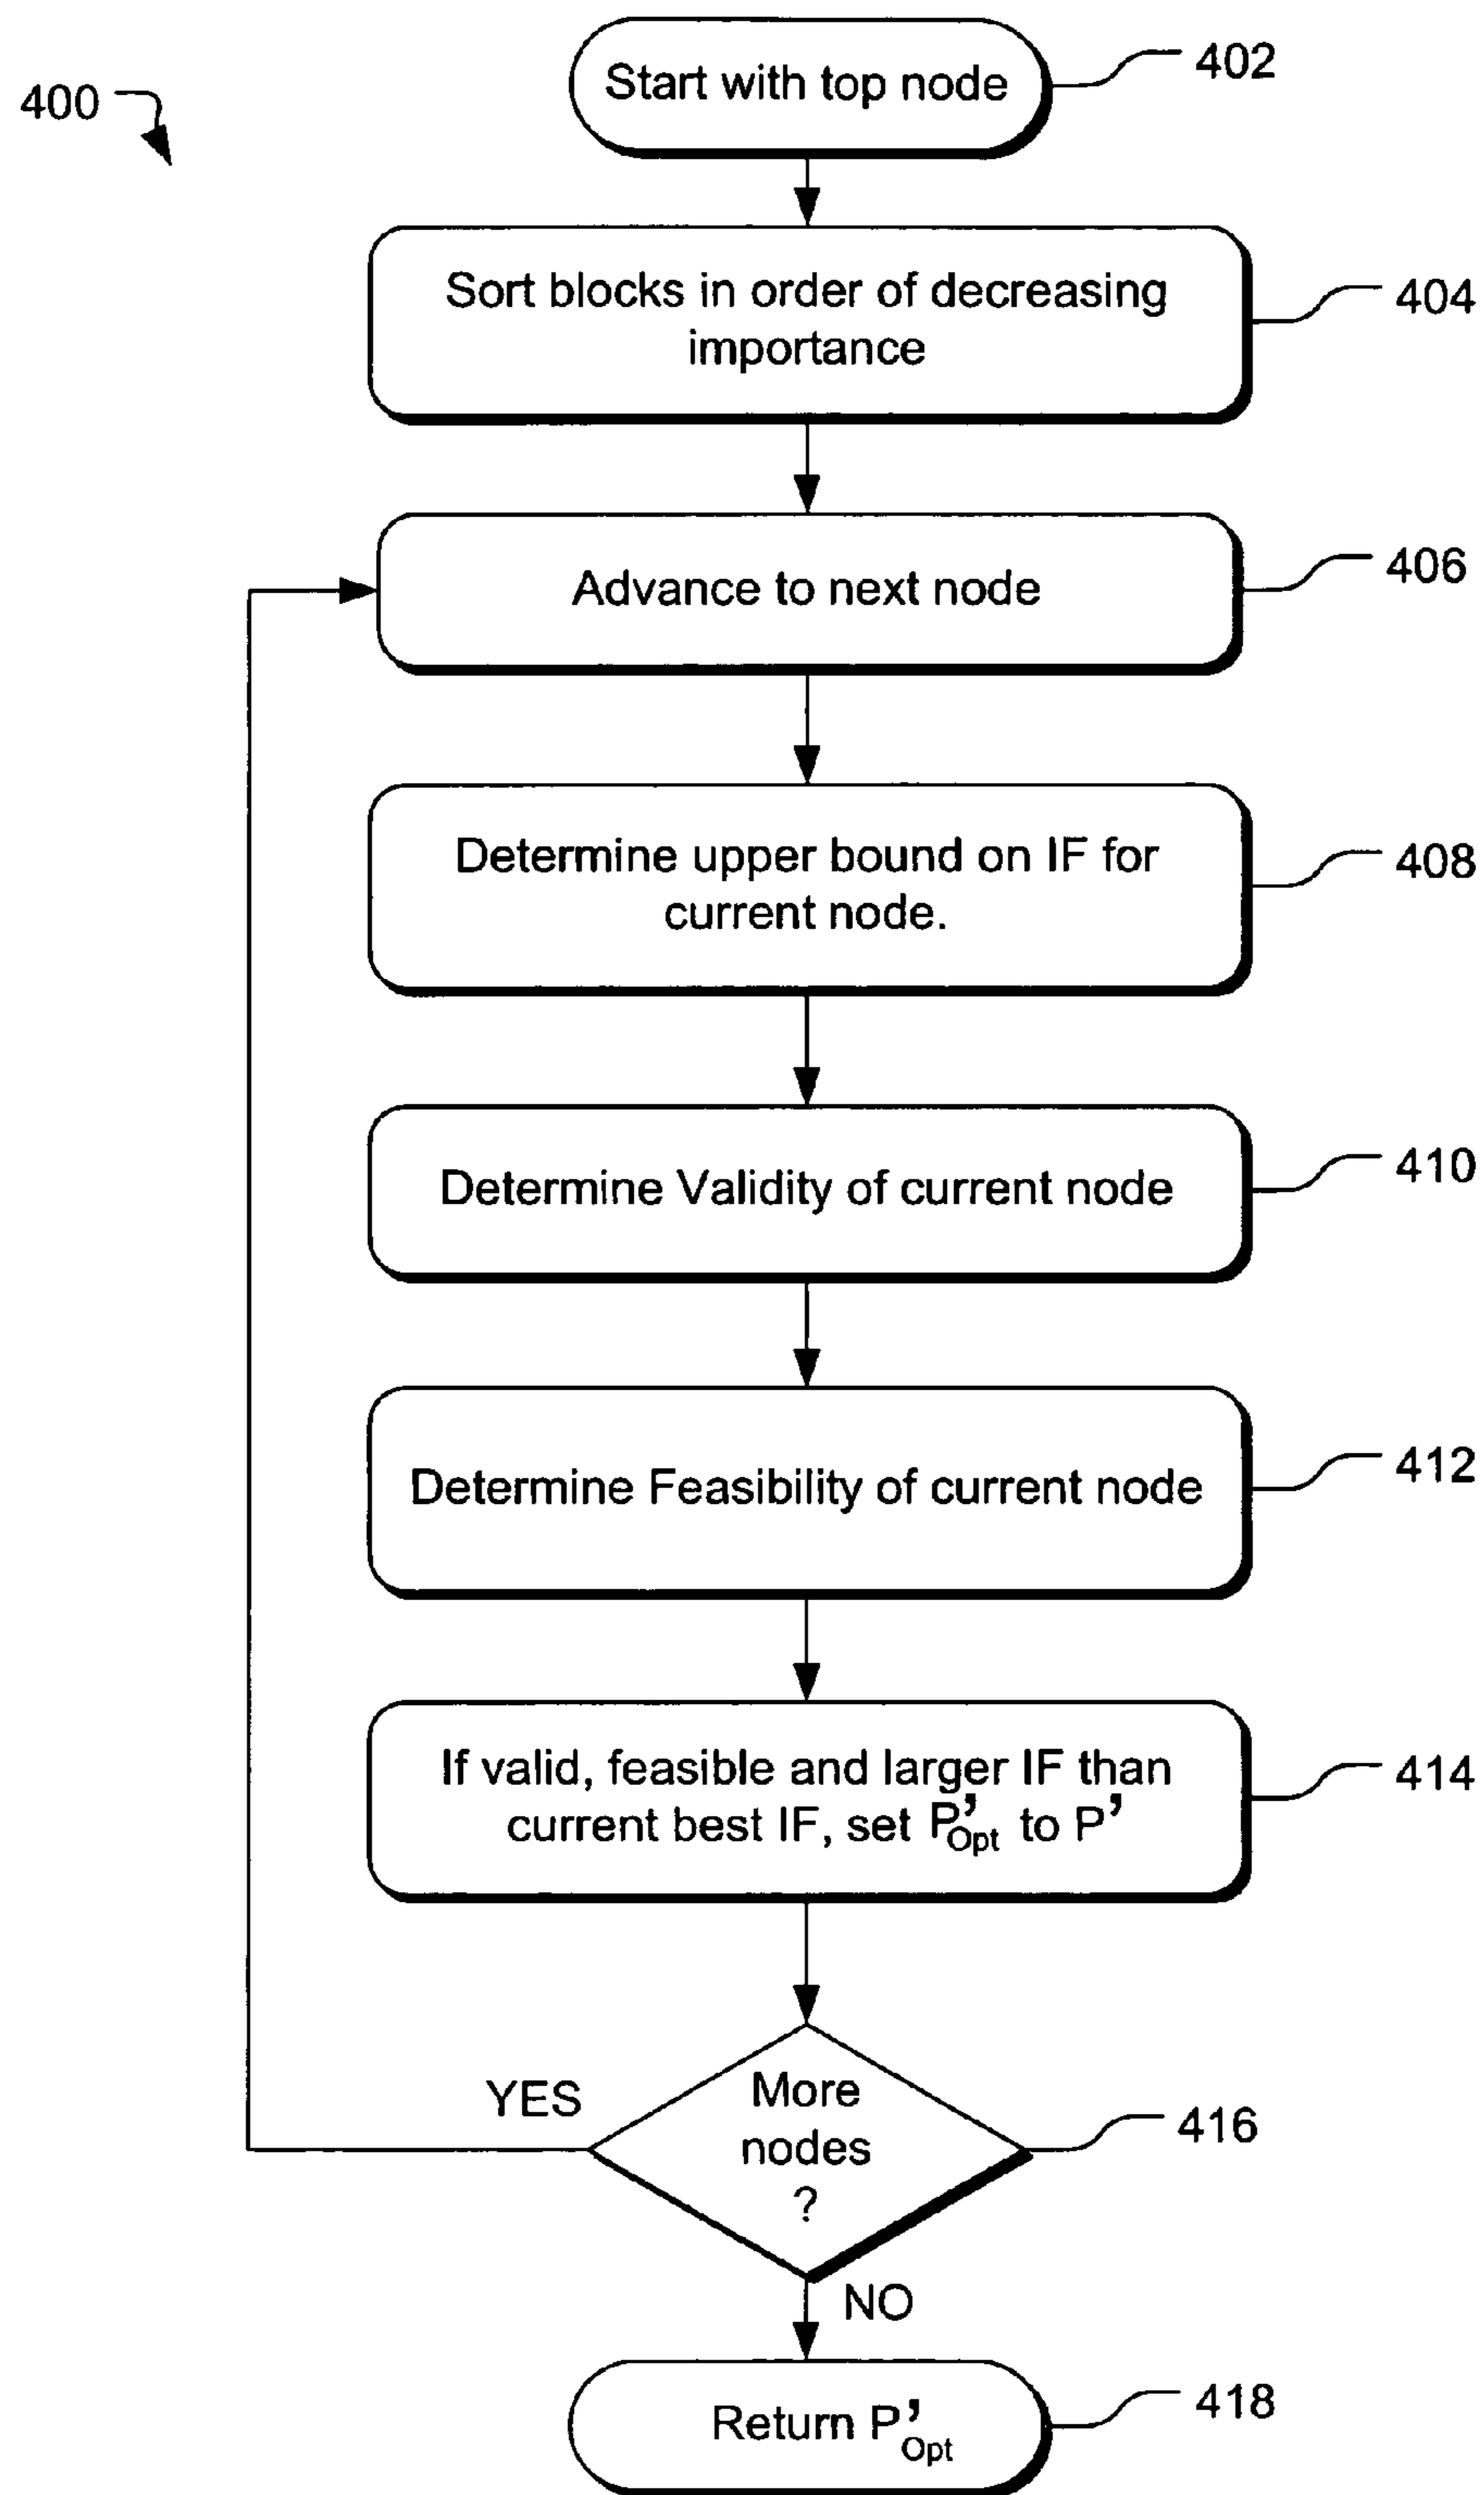 400
Start with top node
402
Sort blocks in order of decreasing
importance
404
Advance to next node
406
Determine upper bound on IF for
current node.
408
Determine Validity of current node
410
Determine Feasibility of current node
412
If valid, feasible and larger IF than
current best IF, set P'Opt to P'
414
More
nodes
?
416
YES
NO
Return P'Opt
418